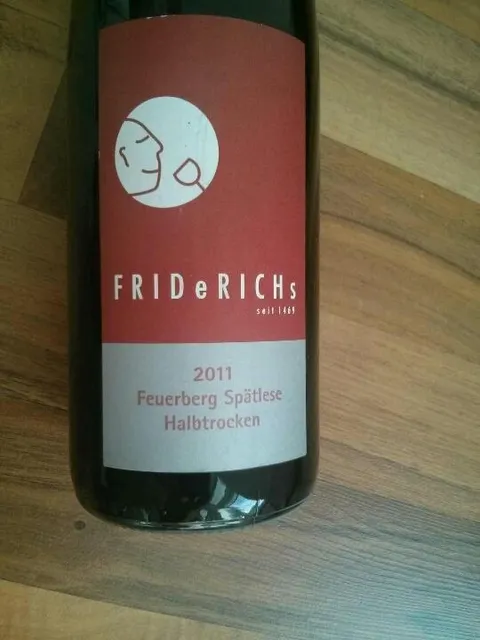 FRIDeRICHs
seit 1469
2011
Feuerberg Spätlese
Halbtrocken